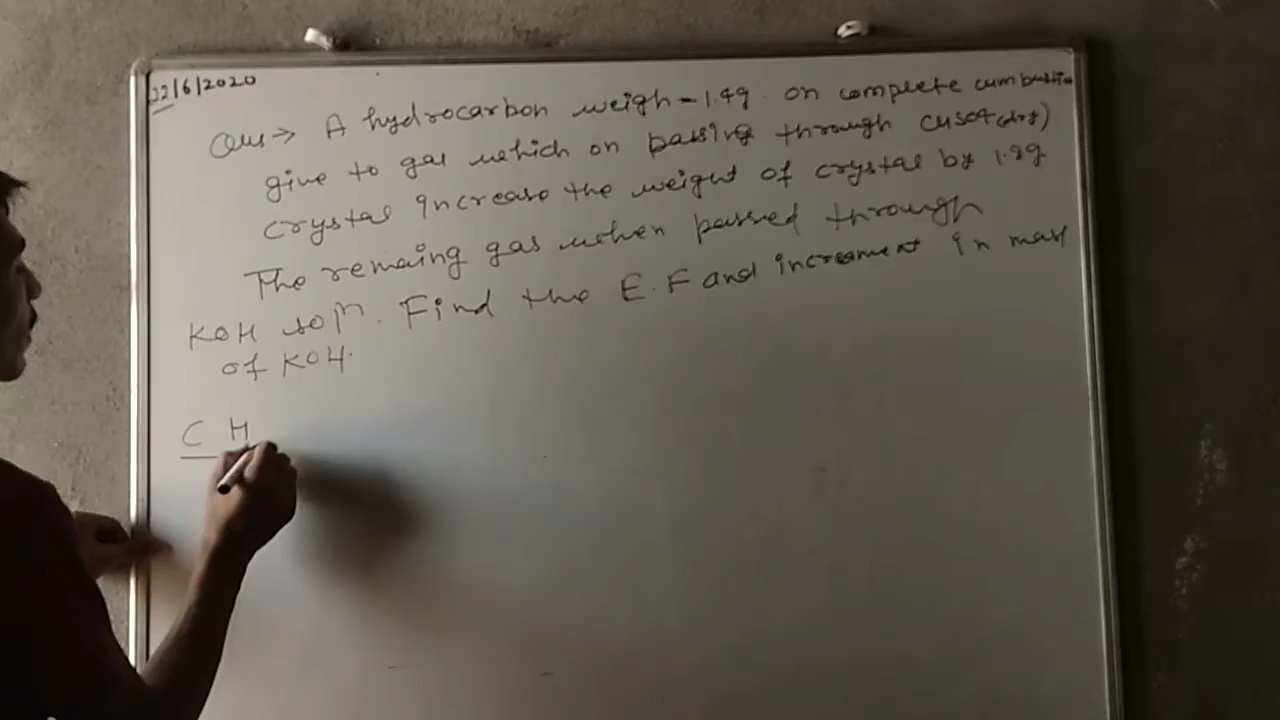 22/6/2020
Ques → A hydrocarbon weigh = 1.4g. on complete combustion
give to gas which on passing through CuSO4 (dry)
crystal increase the weight of crystal by 1.8g
The remaing gas when passed through
KOH sol^n. Find the E.F and increament in mass
of KOH.
C H